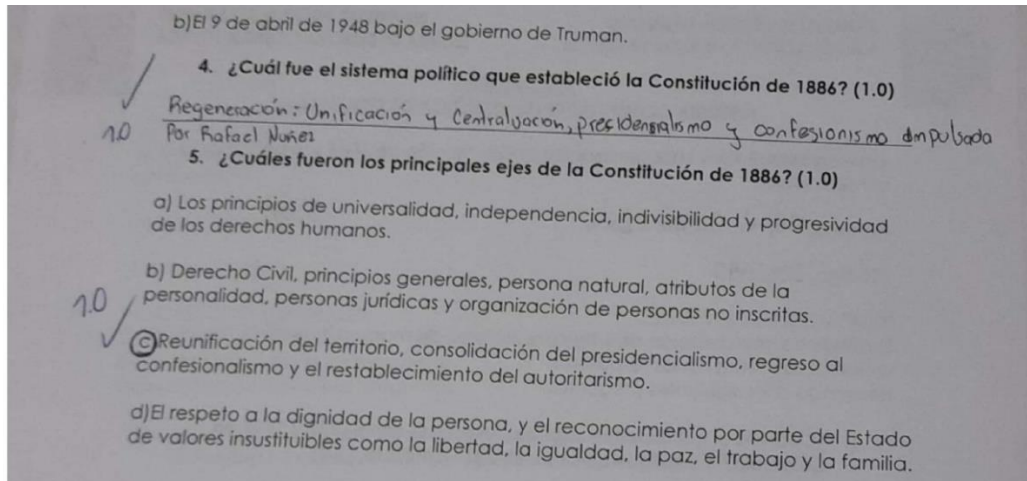 b)El 9 de abril de 1948 bajo el gobierno de Truman.
4. ¿Cuál fue el sistema político que estableció la Constitución de 1886? (1.0)
Regeneración: Unificación y Centralización, presidencialismo y confesionismo impulsada
1.0
Por Rafael Nuñez
5. ¿Cuáles fueron los principales ejes de la Constitución de 1886? (1.0)
a) Los principios de universalidad, independencia, indivisibilidad y progresividad
de los derechos humanos.
b) Derecho Civil, principios generales, persona natural, atributos de la
1.0
personalidad, personas jurídicas y organización de personas no inscritas.
c)Reunificación del territorio, consolidación del presidencialismo, regreso al
confesionalismo y el restablecimiento del autoritarismo.
d)El respeto a la dignidad de la persona, y el reconocimiento por parte del Estado
de valores insustituibles como la libertad, la igualdad, la paz, el trabajo y la familia.